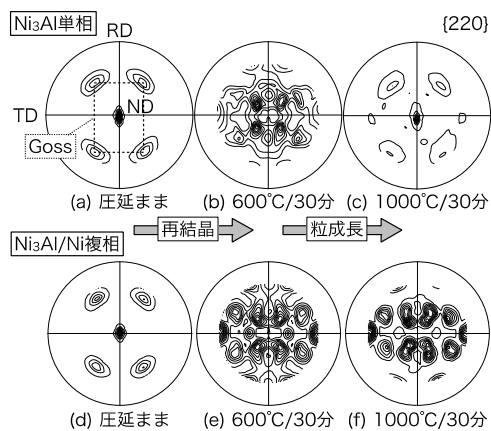 Ni₃Al単相
RD
{220}
ND
TD
Goss
(a) 圧延まま
(b) 600℃/30分
(c) 1000℃/30分
再結晶
粒成長
Ni₃Al/Ni複相
(d) 圧延まま
(e) 600℃/30分
(f) 1000℃/30分